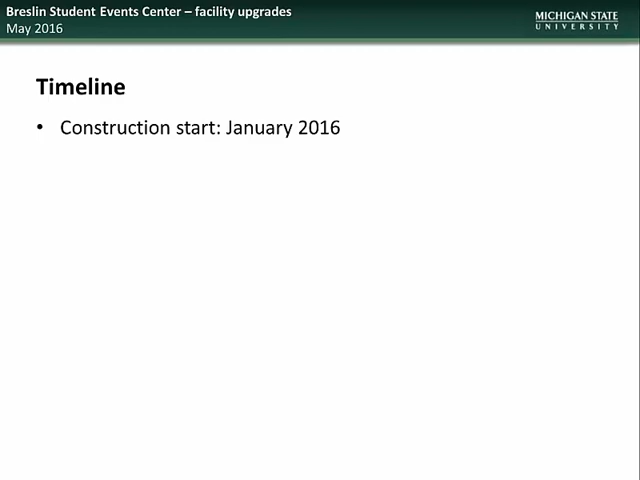 Breslin Student Events Center – facility upgrades
May 2016
MICHIGAN STATE
UNIVERSITY
Timeline
• Construction start: January 2016